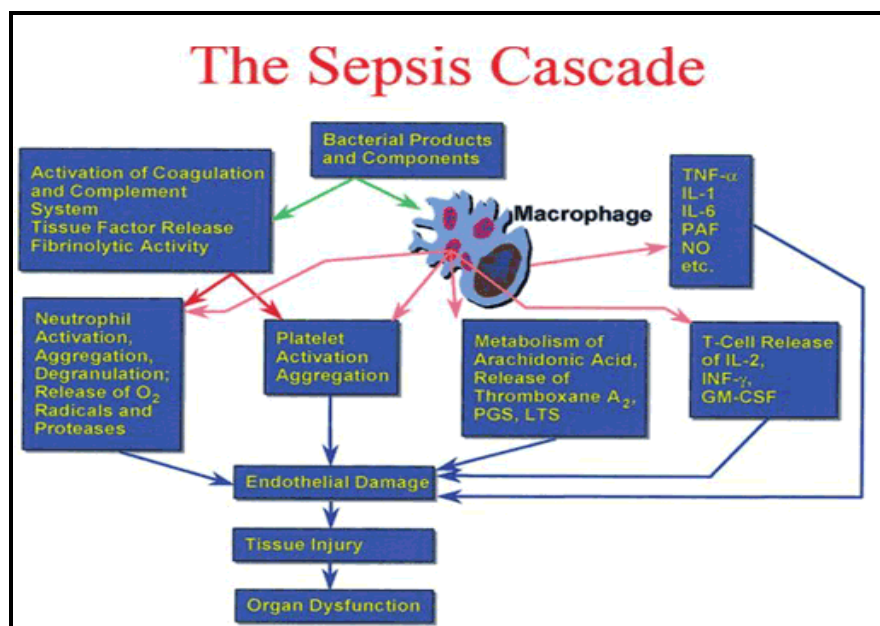 The Sepsis Cascade
Bacterial Products
and Components
Activation of Coagulation
and Complement
System
Tissue Factor Release
Fibrinolytic Activity
Macrophage
TNF-α
IL-1
IL-6
PAF
NO
etc.
Neutrophil
Activation,
Aggregation,
Degranulation;
Release of O₂
Radicals and
Proteases
Platelet
Activation
Aggregation
Metabolism of
Arachidonic Acid,
Release of
Thromboxane A₂,
PGS, LTS
T-Cell Release
of IL-2,
INF-γ,
GM-CSF
Endothelial Damage
Tissue Injury
Organ Dysfunction